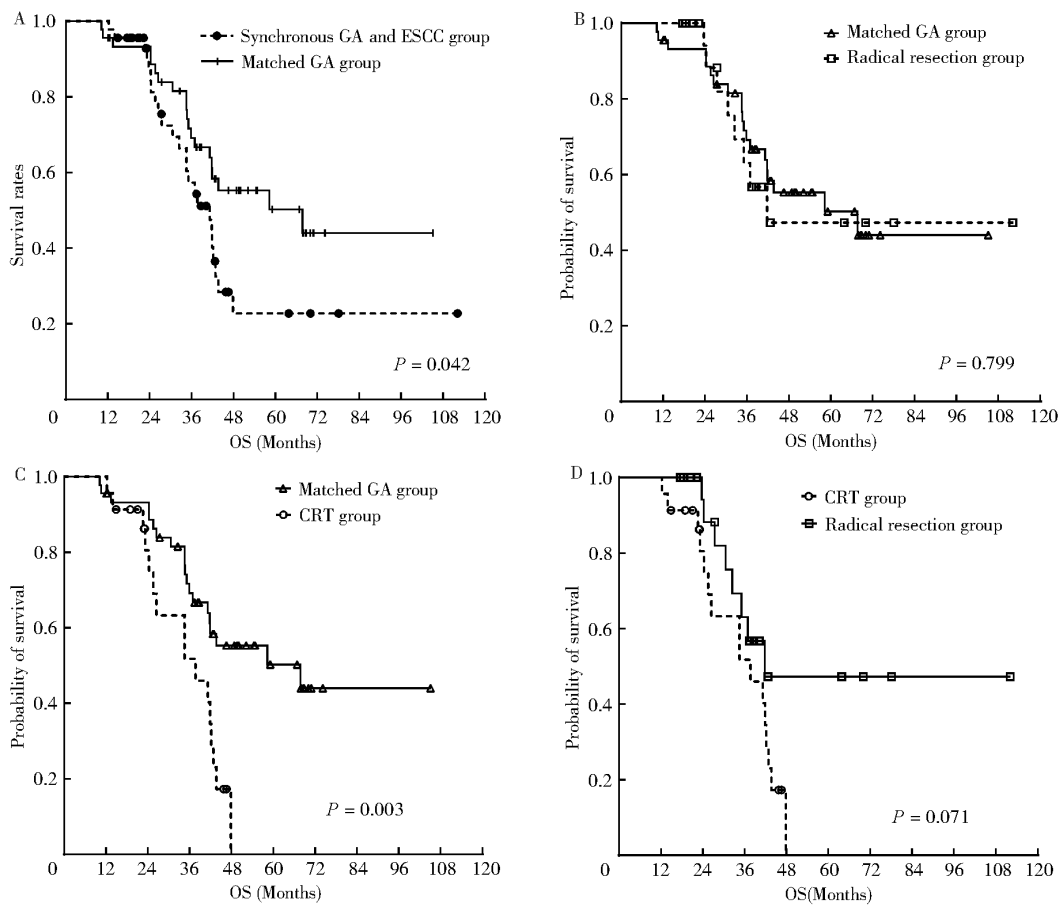 A
Synchronous GA and ESCC group
Matched GA group
Survival rates
1.0
0.8
0.6
0.4
0.2
P = 0.042
0 12 24 36 48 60 72 84 96 108 120
OS (Months)
B
Matched GA group
Radical resection group
Probability of survival
1.0
0.8
0.6
0.4
0.2
P = 0.799
0 12 24 36 48 60 72 84 96 108 120
OS (Months)
C
Matched GA group
CRT group
Probability of survival
1.0
0.8
0.6
0.4
0.2
P = 0.003
0 12 24 36 48 60 72 84 96 108 120
OS (Months)
D
CRT group
Radical resection group
Probability of survival
1.0
0.8
0.6
0.4
0.2
P = 0.071
0 12 24 36 48 60 72 84 96 108 120
OS(Months)